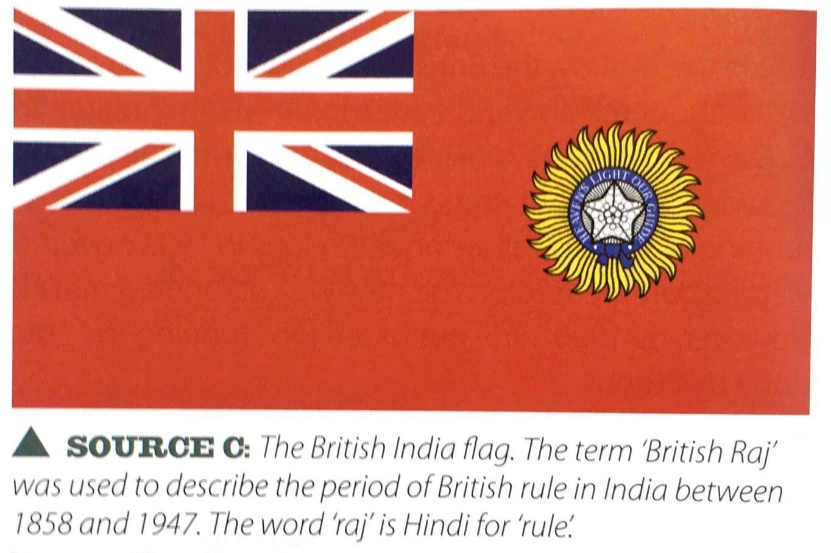 HEAVEN'S LIGHT OUR GUIDE
▲ SOURCE C: The British India flag. The term ‘British Raj’
was used to describe the period of British rule in India between
1858 and 1947. The word ‘raj’ is Hindi for ‘rule’.